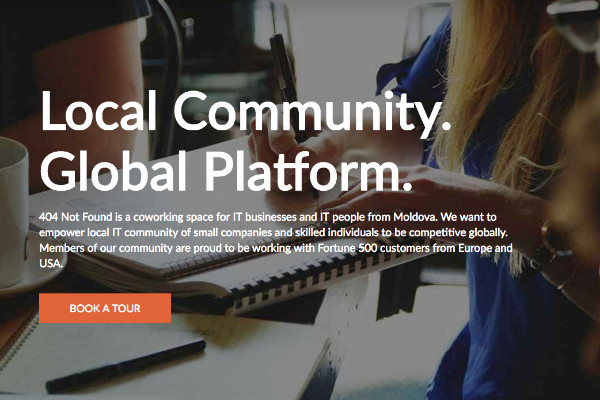 Local Community.
Global Platform.
404 Not Found is a coworking space for IT businesses and IT people from Moldova. We want to
empower local IT community of small companies and skilled individuals to be competitive globally.
Members of our community are proud to be working with Fortune 500 customers from Europe and
USA.
BOOK A TOUR